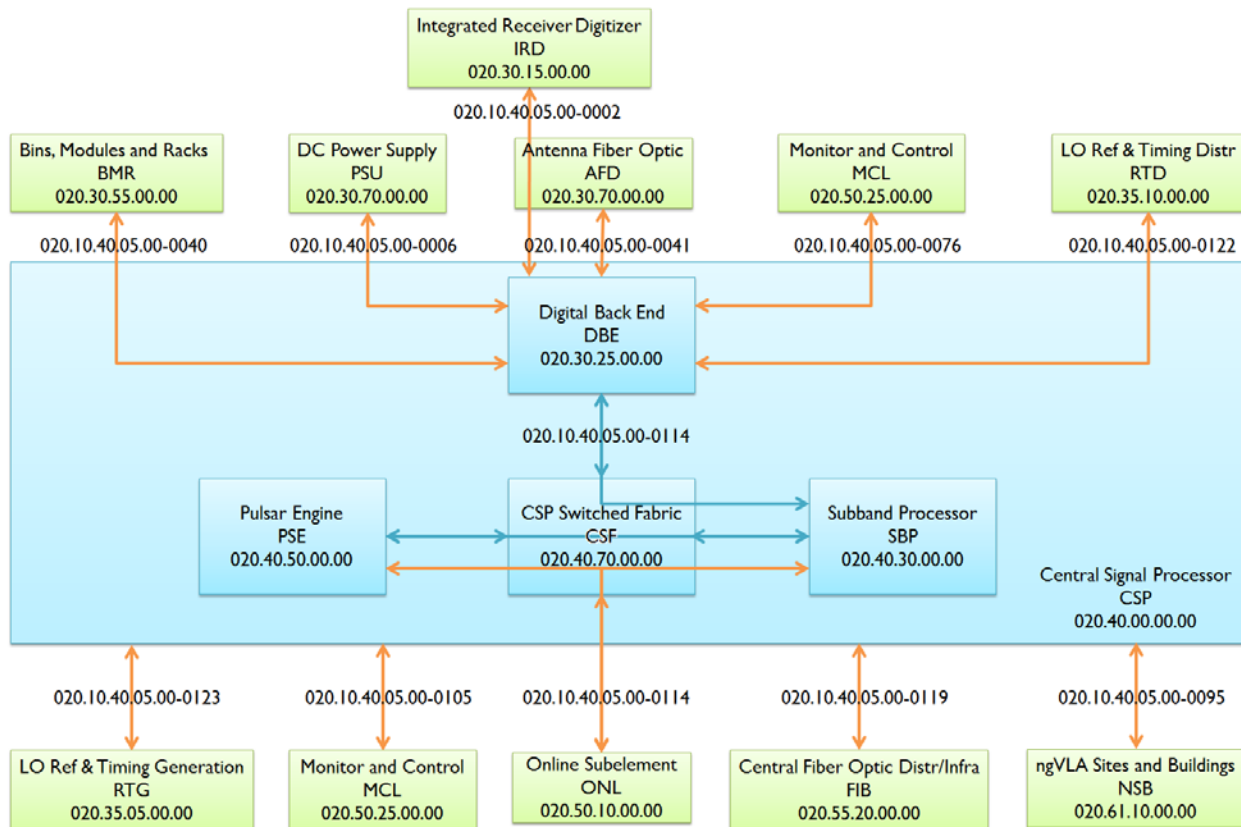 Integrated Receiver Digitizer
IRD
020.30.15.00.00
020.10.40.05.00-0002
Bins, Modules and Racks
BMR
020.30.55.00.00
DC Power Supply
PSU
020.30.70.00.00
Antenna Fiber Optic
AFD
020.30.70.00.00
Monitor and Control
MCL
020.50.25.00.00
LO Ref & Timing Distr
RTD
020.35.10.00.00
020.10.40.05.00-0040
020.10.40.05.00-0006
020.10.40.05.00-0041
020.10.40.05.00-0076
020.10.40.05.00-0122
Digital Back End
DBE
020.30.25.00.00
020.10.40.05.00-0114
Pulsar Engine
PSE
020.40.50.00.00
CSP Switched Fabric
CSF
020.40.70.00.00
Subband Processor
SBP
020.40.30.00.00
Central Signal Processor
CSP
020.40.00.00.00
020.10.40.05.00-0123
020.10.40.05.00-0105
020.10.40.05.00-0114
020.10.40.05.00-0119
020.10.40.05.00-0095
LO Ref & Timing Generation
RTG
020.35.05.00.00
Monitor and Control
MCL
020.50.25.00.00
Online Subelement
ONL
020.50.10.00.00
Central Fiber Optic Distr/Infra
FIB
020.55.20.00.00
ngVLA Sites and Buildings
NSB
020.61.10.00.00